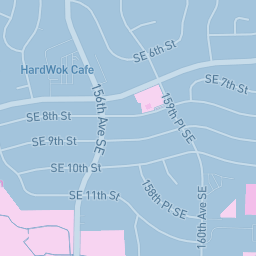 SE 6th St
HardWok Cafe
SE 7th St
156th Ave SE
159th Pl SE
SE 8th St
SE 9th St
SE 10th St
SE 11th St
158th Pl SE
160th Ave SE